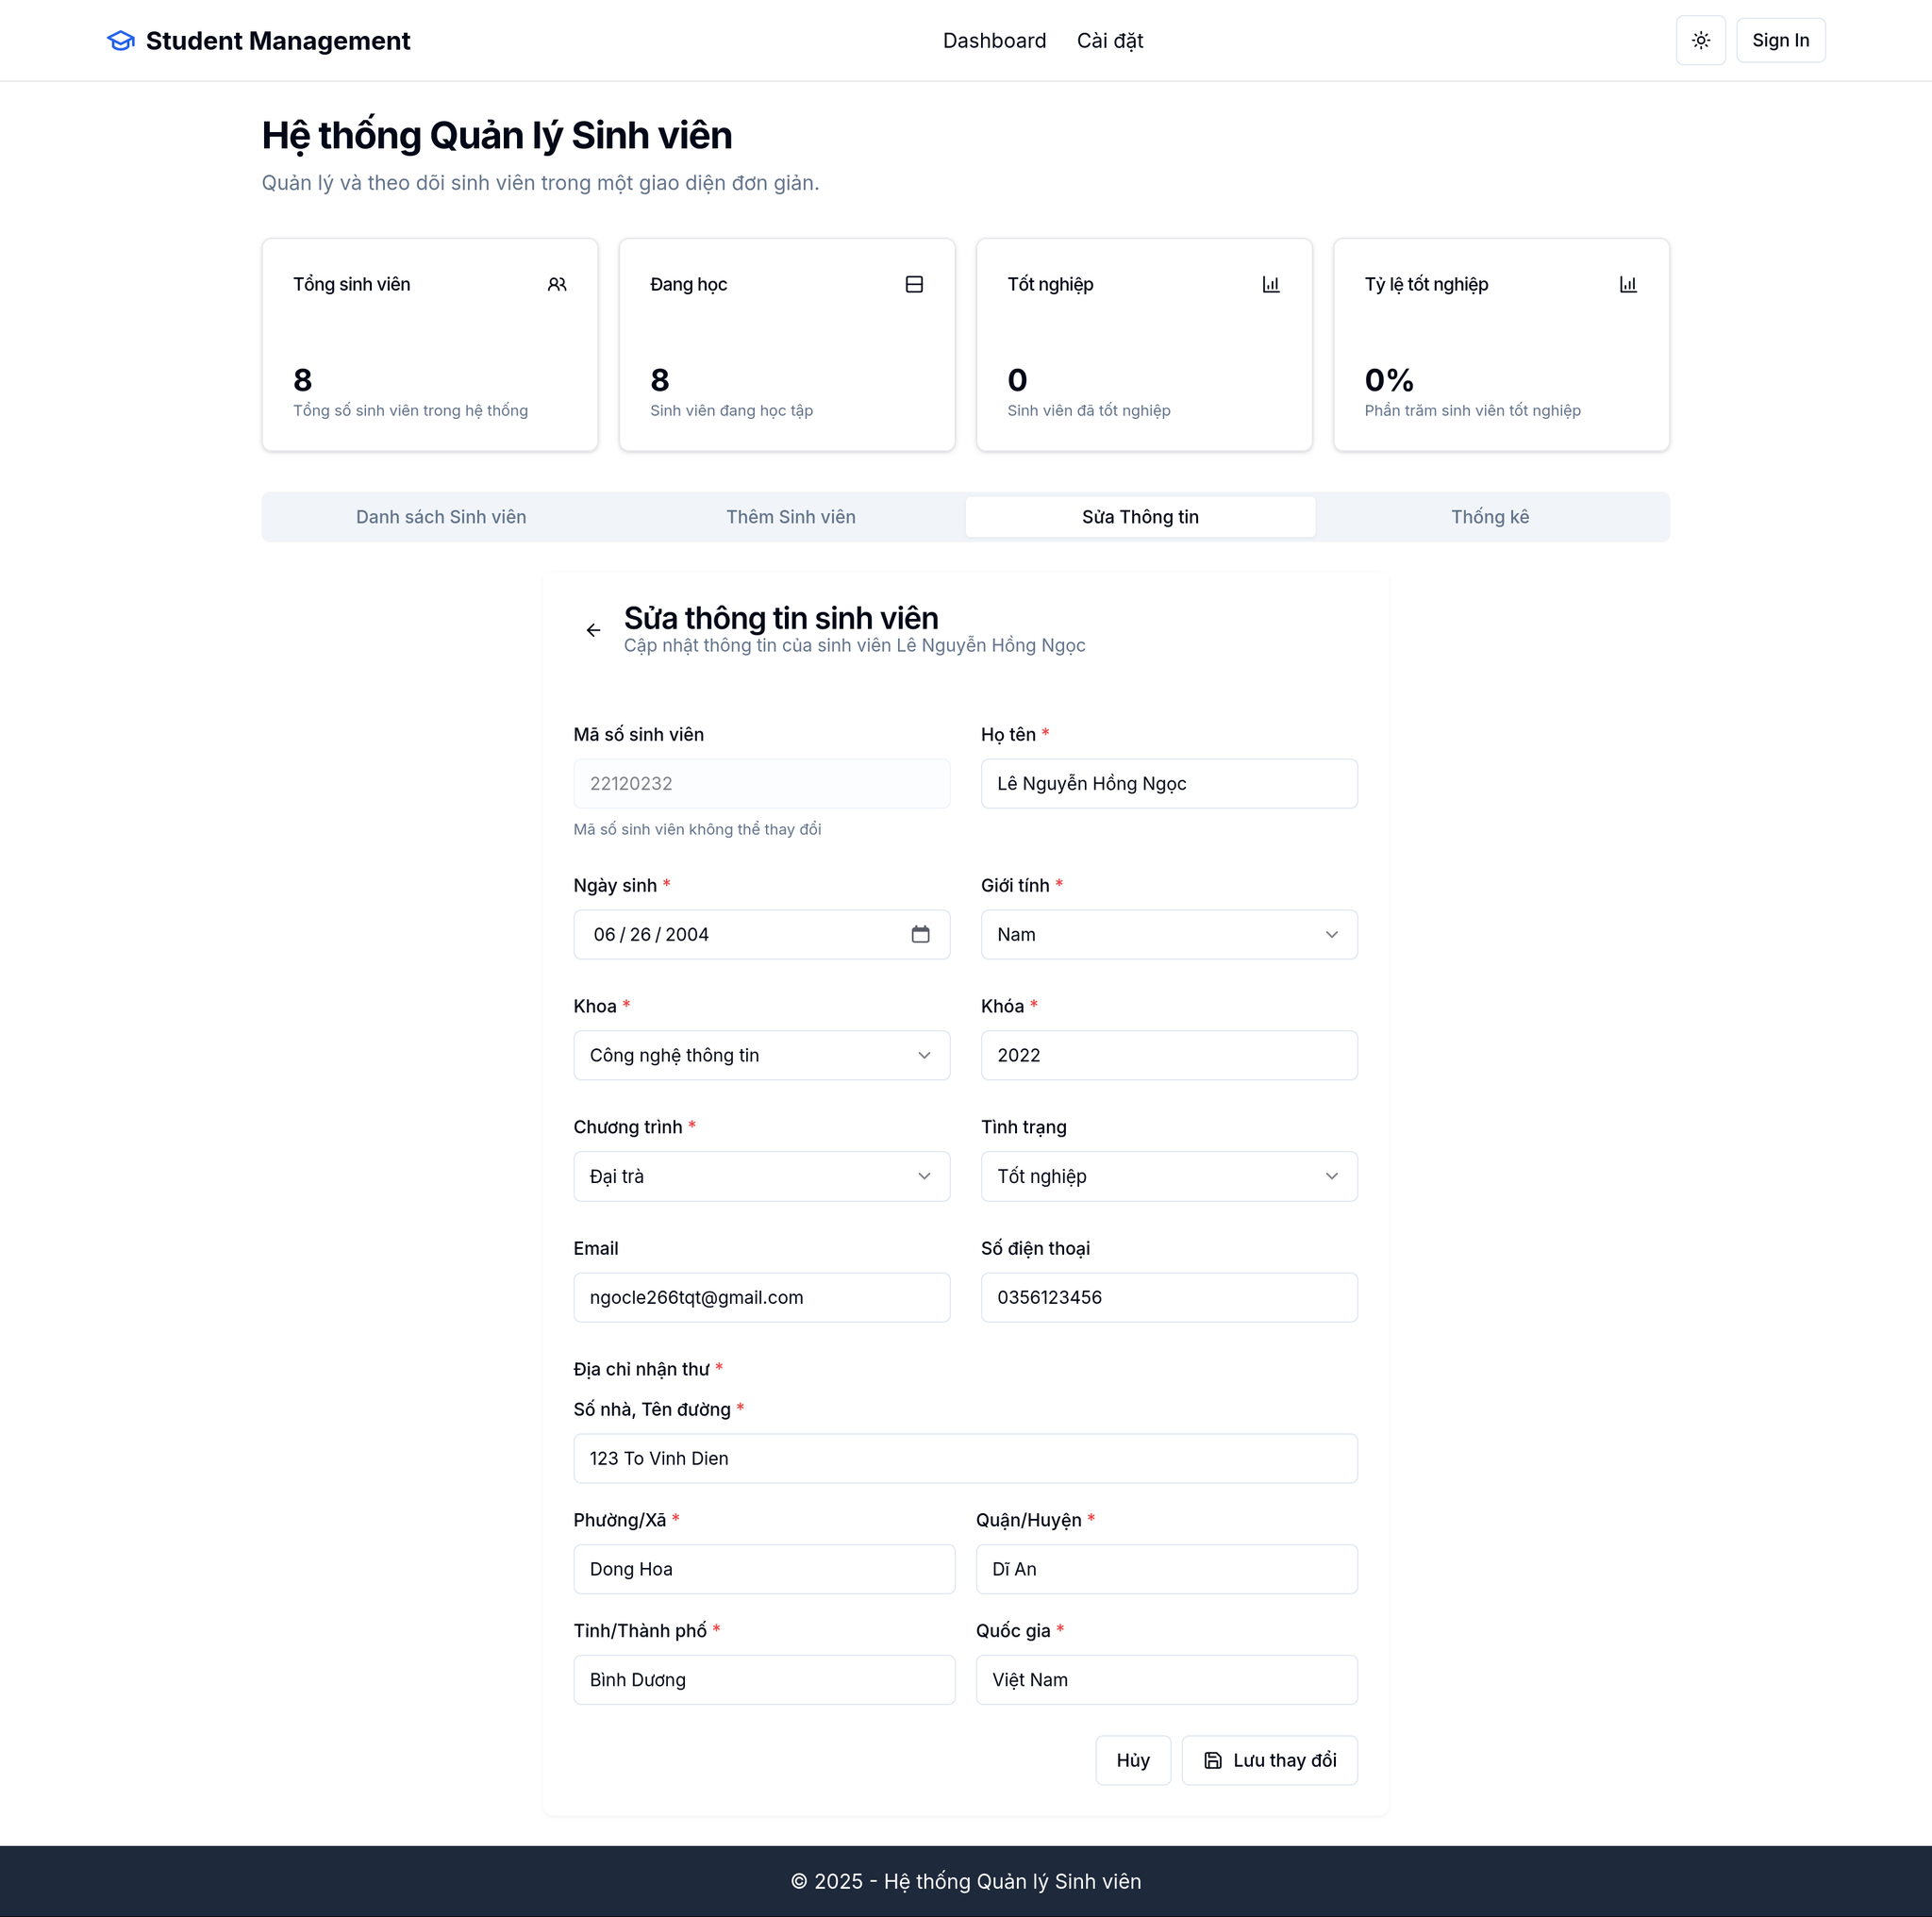 Student Management
Dashboard Cài đặt
Sign In
Hệ thống Quản lý Sinh viên
Quản lý và theo dõi sinh viên trong một giao diện đơn giản.
Tổng sinh viên
8
Tổng số sinh viên trong hệ thống
Đang học
8
Sinh viên đang học tập
Tốt nghiệp
0
Sinh viên đã tốt nghiệp
Tỷ lệ tốt nghiệp
0%
Phần trăm sinh viên tốt nghiệp
Danh sách Sinh viên
Thêm Sinh viên
Sửa Thông tin
Thống kê
Sửa thông tin sinh viên
Cập nhật thông tin của sinh viên Lê Nguyễn Hồng Ngọc
Mã số sinh viên
22120232
Mã số sinh viên không thể thay đổi
Họ tên *
Lê Nguyễn Hồng Ngọc
Ngày sinh *
06 / 26 / 2004
Giới tính *
Nam
Khoa *
Công nghệ thông tin
Khóa *
2022
Chương trình *
Đại trà
Tình trạng
Tốt nghiệp
Email
ngocle266tqt@gmail.com
Số điện thoại
0356123456
Địa chỉ nhận thư *
Số nhà, Tên đường *
123 To Vinh Dien
Phường/Xã *
Dong Hoa
Quận/Huyện *
Dĩ An
Tỉnh/Thành phố *
Bình Dương
Quốc gia *
Việt Nam
Hủy
Lưu thay đổi
© 2025 - Hệ thống Quản lý Sinh viên